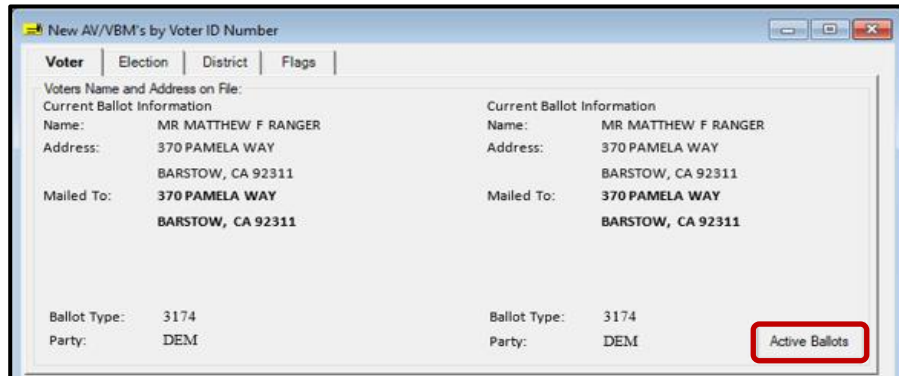 New AV/VBM's by Voter ID Number
Voter Election District Flags
Voters Name and Address on File:
Current Ballot Information
Name: MR MATTHEW F RANGER
Address: 370 PAMELA WAY
BARSTOW, CA 92311
Mailed To: 370 PAMELA WAY
BARSTOW, CA 92311
Ballot Type: 3174
Party: DEM
Current Ballot Information
Name: MR MATTHEW F RANGER
Address: 370 PAMELA WAY
BARSTOW, CA 92311
Mailed To: 370 PAMELA WAY
BARSTOW, CA 92311
Ballot Type: 3174
Party: DEM
Active Ballots